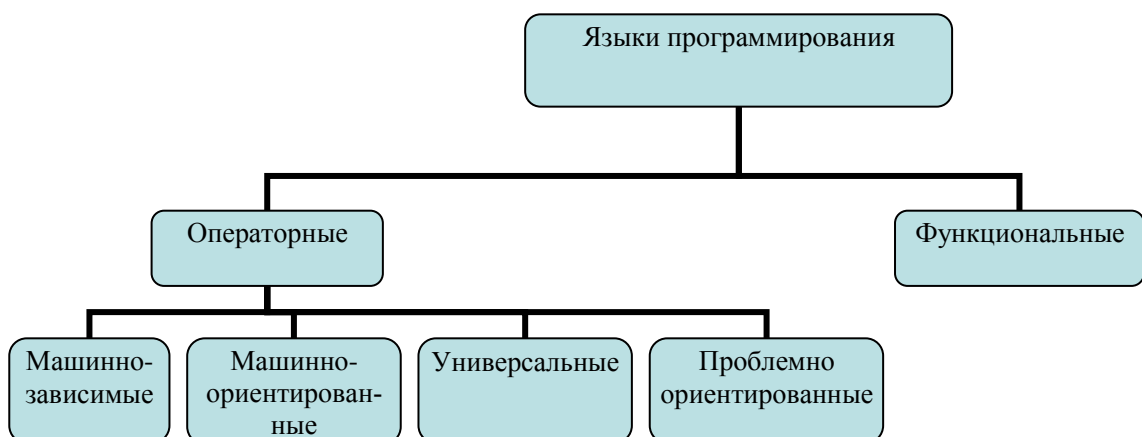 Языки программирования
Операторные
Функциональные
Машинно-
зависимые
Машинно-
ориентирован-
ные
Универсальные
Проблемно
ориентированные